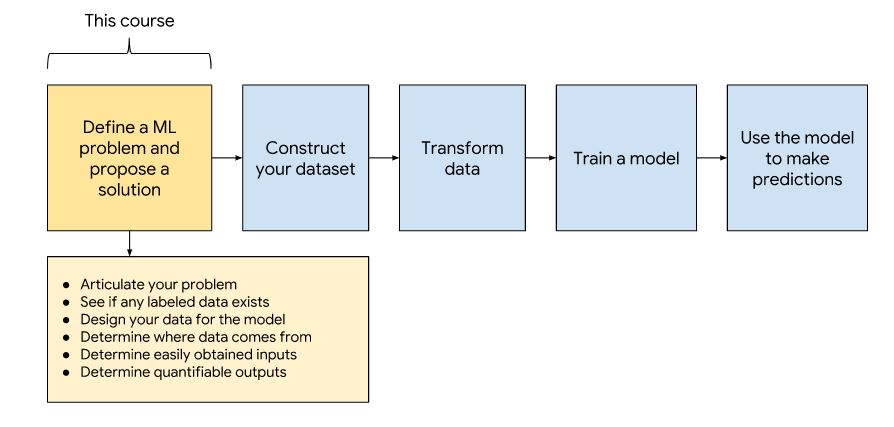 This course
Define a ML
problem and
propose a
solution
Construct
your dataset
Transform
data
Train a model
Use the model
to make
predictions
● Articulate your problem
● See if any labeled data exists
● Design your data for the model
● Determine where data comes from
● Determine easily obtained inputs
● Determine quantifiable outputs